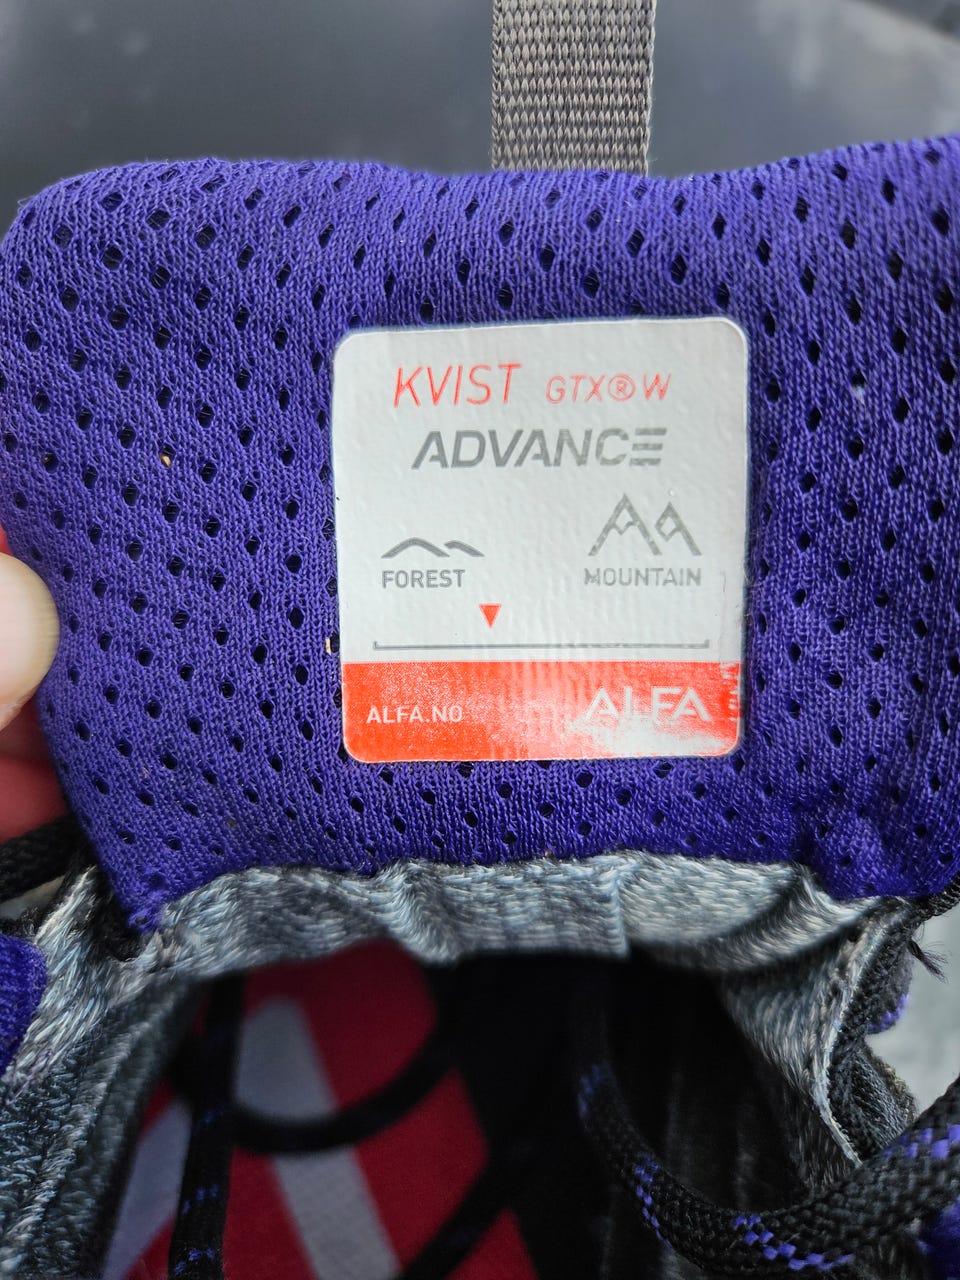 KVIST GTX®W
ADVANCE
FOREST MOUNTAIN
ALFA.NO ALFA